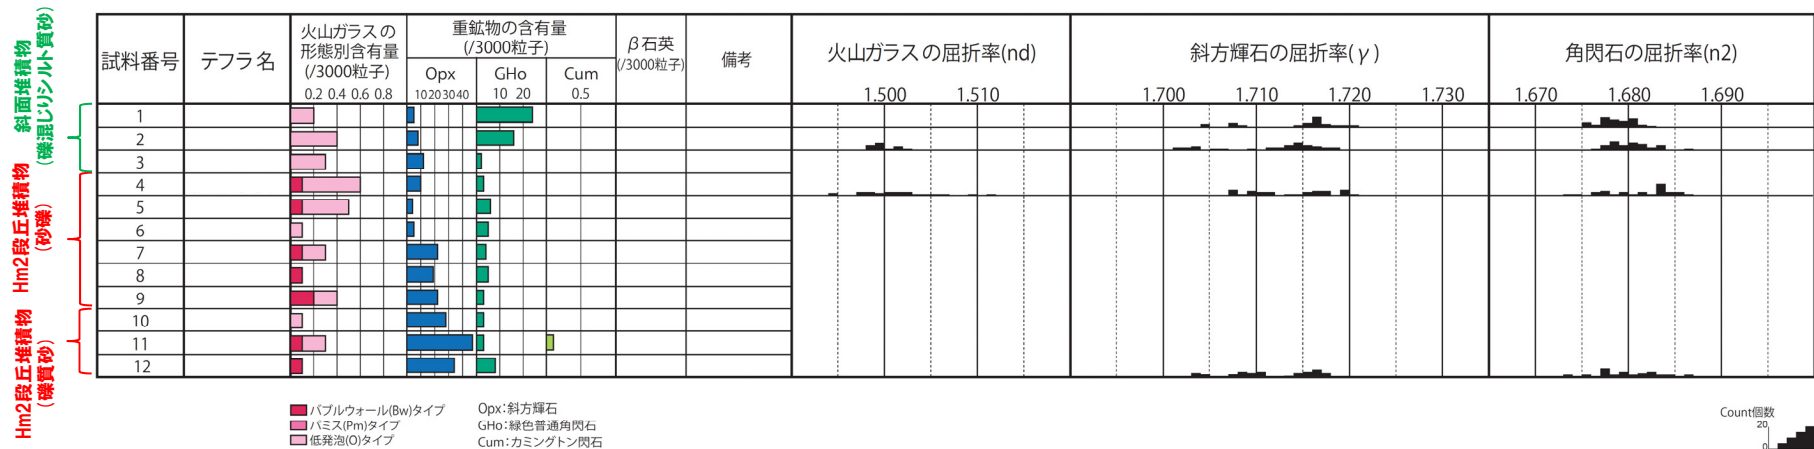 斜面堆積物
(礫混じりシルト質砂)
Hm2段丘堆積物
(砂礫)
Hm2段丘堆積物
(礫質砂)
試料番号
テフラ名
火山ガラスの
形態別含有量
(/3000粒子)
0.2 0.4 0.6 0.8
重鉱物の含有量
(/3000粒子)
Opx
GHo
Cum
10 20 30 40
10 20
0.5
β石英
(/3000粒子)
備考
火山ガラスの屈折率(nd)
1.500 1.510
斜方輝石の屈折率(γ)
1.700 1.710 1.720 1.730
角閃石の屈折率(n2)
1.670 1.680 1.690
1
2
3
4
5
6
7
8
9
10
11
12
バブルウォール(Bw)タイプ
パミス(Pm)タイプ
低発泡(O)タイプ
Opx:斜方輝石
GHo:緑色普通角閃石
Cum:カミングトン閃石
Count個数
20
0